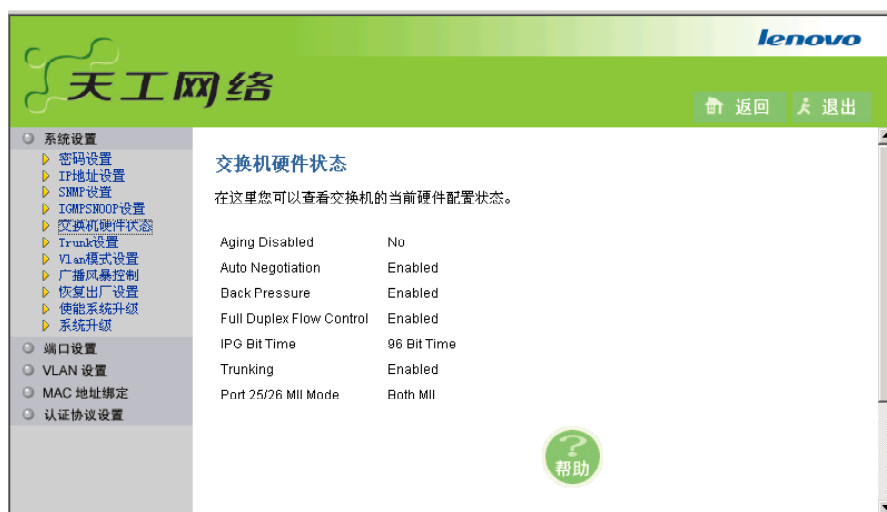 lenovo
天工网络
返回 退出
系统设置
密码设置
IP地址设置
SNMP设置
IGMPSNOOP设置
交换机硬件状态
Trunk设置
Vlan模式设置
广播风暴控制
恢复出厂设置
使能系统升级
系统升级
端口设置
VLAN 设置
MAC 地址绑定
认证协议设置
交换机硬件状态
在这里您可以查看交换机的当前硬件配置状态。
Aging Disabled No
Auto Negotiation Enabled
Back Pressure Enabled
Full Duplex Flow Control Enabled
IPG Bit Time 96 Bit Time
Trunking Enabled
Port 25/26 MII Mode Both MII
?
帮助